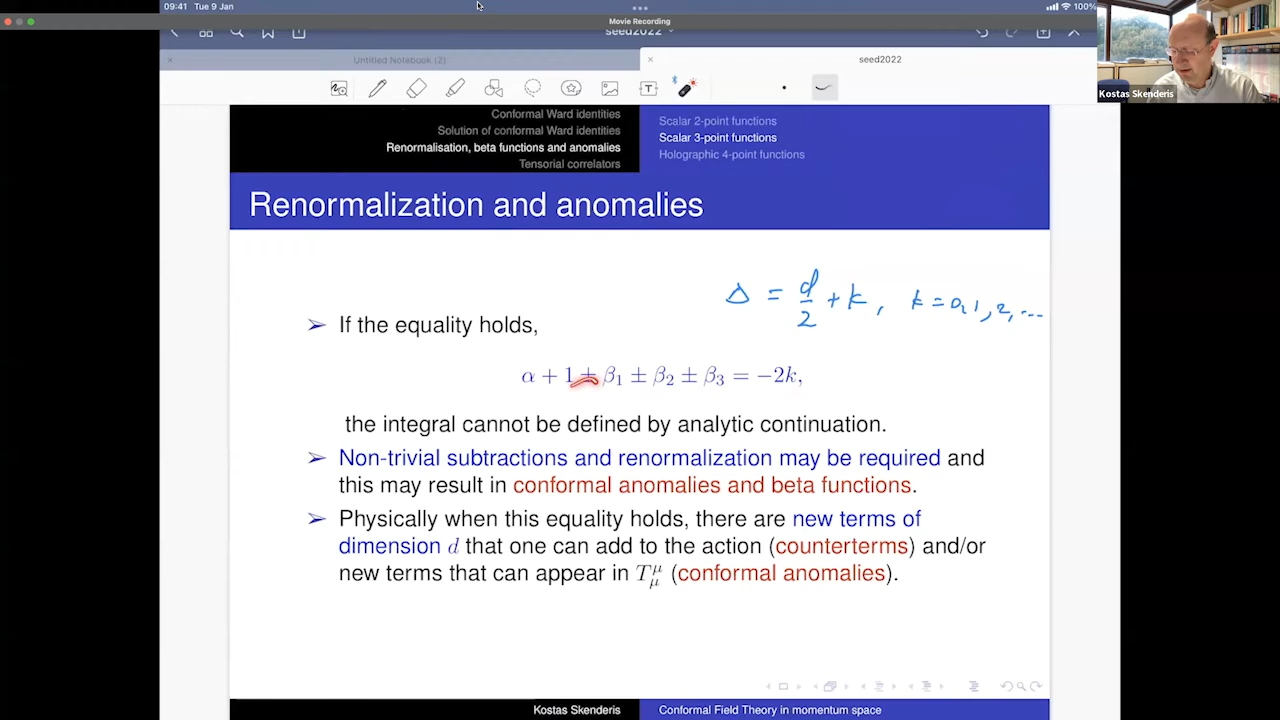 09:41 Tue 9 Jan
100%
Movie Recording
seed2022
Untitled Notebook (2)
seed2022
Kostas Skenderis
Conformal Ward identities
Solution of conformal Ward identities
Renormalisation, beta functions and anomalies
Tensorial correlators
Scalar 2-point functions
Scalar 3-point functions
Holographic 4-point functions
Renormalization and anomalies
Δ = d/2 + k, k = 0,1,2,...
➢ If the equality holds,
α + 1 ± β₁ ± β₂ ± β₃ = −2k,
the integral cannot be defined by analytic continuation.
➢ Non-trivial subtractions and renormalization may be required and
this may result in conformal anomalies and beta functions.
➢ Physically when this equality holds, there are new terms of
dimension d that one can add to the action (counterterms) and/or
new terms that can appear in T^μ_μ (conformal anomalies).
Kostas Skenderis
Conformal Field Theory in momentum space